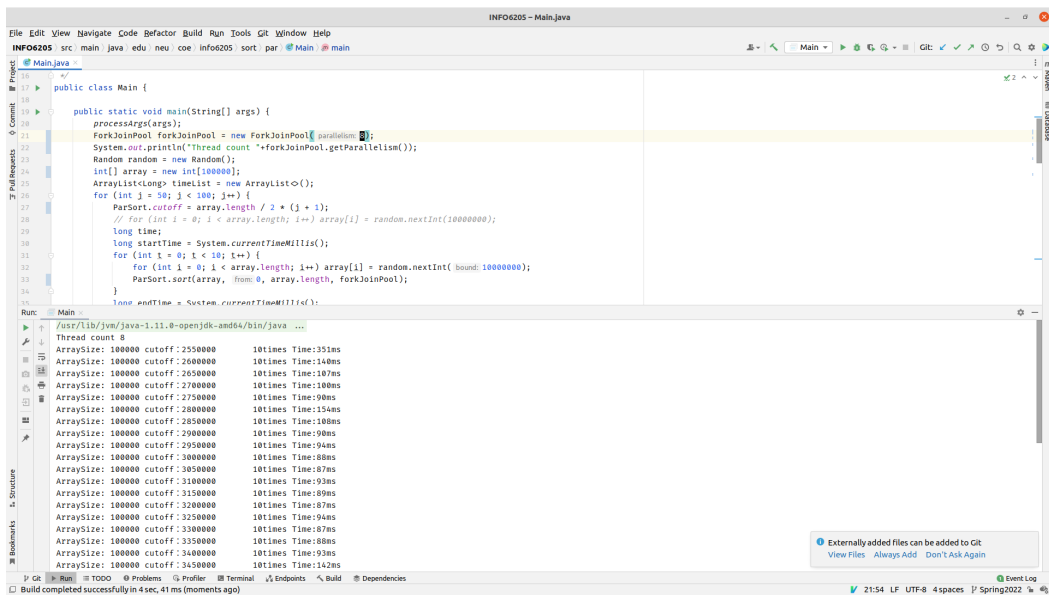 INFO6205 – Main.java
File Edit View Navigate Code Refactor Build Run Tools Git Window Help
INFO6205 src main java edu neu coe info6205 sort par Main main
Main Git:
Main.java
Project
Commit
Pull Requests
Structure
Bookmarks
Maven
Database
2
16 */
17 public class Main {
18
19 public static void main(String[] args) {
20 processArgs(args);
21 ForkJoinPool forkJoinPool = new ForkJoinPool( parallelism: 8);
22 System.out.println("Thread count "+forkJoinPool.getParallelism());
23 Random random = new Random();
24 int[] array = new int[100000];
25 ArrayList<Long> timeList = new ArrayList<>();
26 for (int j = 50; j < 100; j++) {
27 ParSort.cutoff = array.length / 2 * (j + 1);
28 // for (int i = 0; i < array.length; i++) array[i] = random.nextInt(10000000);
29 long time;
30 long startTime = System.currentTimeMillis();
31 for (int t = 0; t < 10; t++) {
32 for (int i = 0; i < array.length; i++) array[i] = random.nextInt( bound: 10000000);
33 ParSort.sort(array, from: 0, array.length, forkJoinPool);
34 }
35 long endTime = System.currentTimeMillis();
Run: Main
/usr/lib/jvm/java-1.11.0-openjdk-amd64/bin/java ...
Thread count 8
ArraySize: 100000 cutoff：2550000 10times Time:351ms
ArraySize: 100000 cutoff：2600000 10times Time:140ms
ArraySize: 100000 cutoff：2650000 10times Time:107ms
ArraySize: 100000 cutoff：2700000 10times Time:100ms
ArraySize: 100000 cutoff：2750000 10times Time:90ms
ArraySize: 100000 cutoff：2800000 10times Time:154ms
ArraySize: 100000 cutoff：2850000 10times Time:108ms
ArraySize: 100000 cutoff：2900000 10times Time:90ms
ArraySize: 100000 cutoff：2950000 10times Time:94ms
ArraySize: 100000 cutoff：3000000 10times Time:88ms
ArraySize: 100000 cutoff：3050000 10times Time:87ms
ArraySize: 100000 cutoff：3100000 10times Time:93ms
ArraySize: 100000 cutoff：3150000 10times Time:89ms
ArraySize: 100000 cutoff：3200000 10times Time:87ms
ArraySize: 100000 cutoff：3250000 10times Time:94ms
ArraySize: 100000 cutoff：3300000 10times Time:87ms
ArraySize: 100000 cutoff：3350000 10times Time:88ms
ArraySize: 100000 cutoff：3400000 10times Time:93ms
ArraySize: 100000 cutoff：3450000 10times Time:142ms
Externally added files can be added to Git
View Files Always Add Don't Ask Again
Git Run TODO Problems Profiler Terminal Endpoints Build Dependencies Event Log
Build completed successfully in 4 sec, 41 ms (moments ago) 21:54 LF UTF-8 4 spaces Spring2022